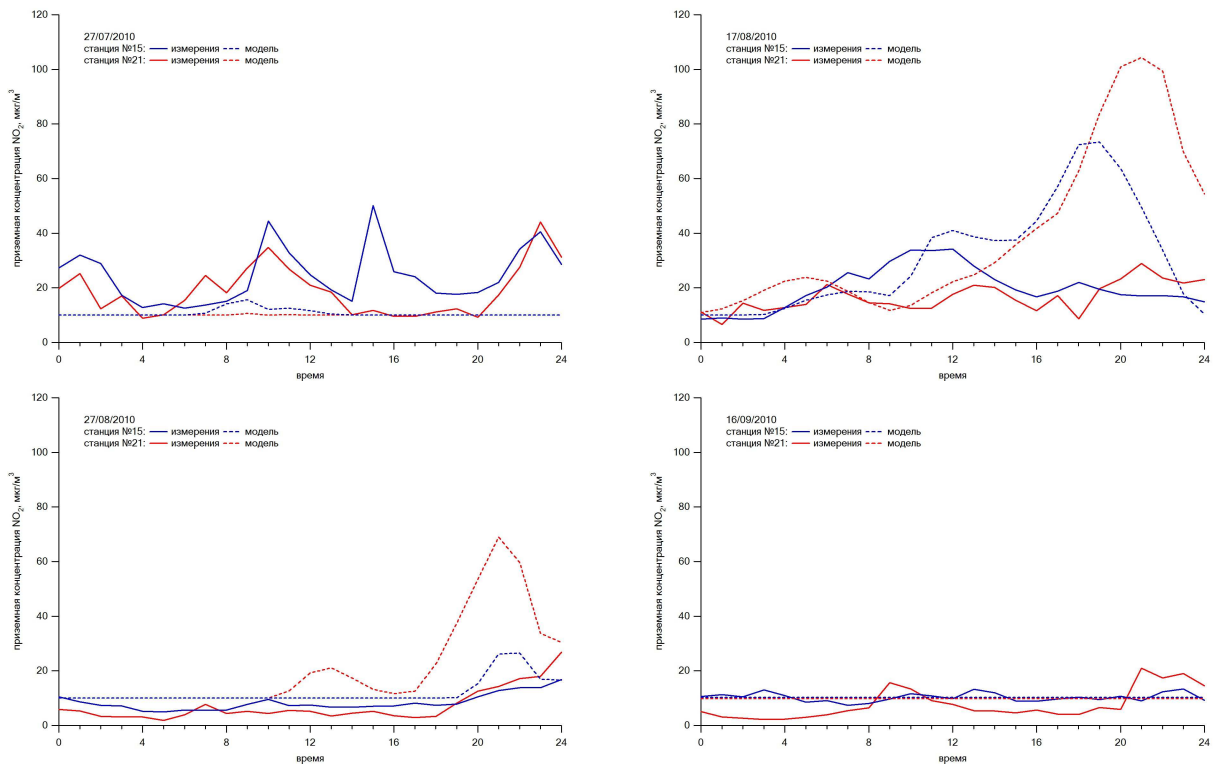 120
100
80
60
40
20
0
приземная концентрация NO₂, мкг/м³
27/07/2010
станция №15: измерения модель
станция №21: измерения модель
0 4 8 12 16 20 24
время
120
100
80
60
40
20
0
приземная концентрация NO₂, мкг/м³
17/08/2010
станция №15: измерения модель
станция №21: измерения модель
0 4 8 12 16 20 24
время
120
100
80
60
40
20
0
приземная концентрация NO₂, мкг/м³
27/08/2010
станция №15: измерения модель
станция №21: измерения модель
0 4 8 12 16 20 24
время
120
100
80
60
40
20
0
приземная концентрация NO₂, мкг/м³
16/09/2010
станция №15: измерения модель
станция №21: измерения модель
0 4 8 12 16 20 24
время